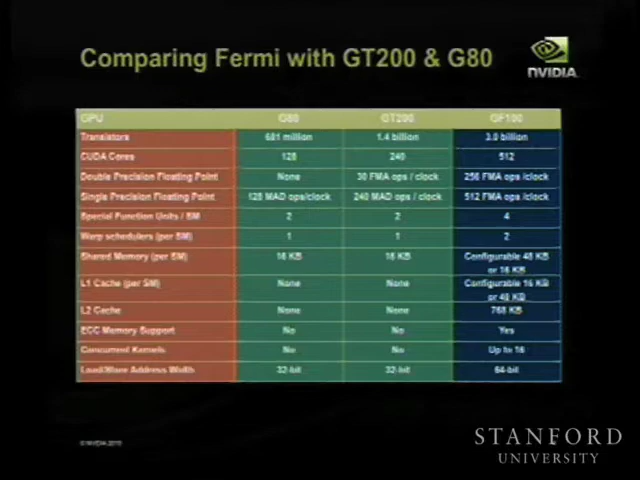 Comparing Fermi with GT200 & G80
NVIDIA
GPU G80 GT200 GF100
Transistors 681 million 1.4 billion 3.0 billion
CUDA Cores 128 240 512
Double Precision Floating Point None 30 FMA ops / clock 256 FMA ops /clock
Single Precision Floating Point 128 MAD ops/clock 240 MAD ops / clock 512 FMA ops /clock
Special Function Units / SM 2 2 4
Warp schedulers (per SM) 1 1 2
Shared Memory (per SM) 16 KB 16 KB Configurable 48 KB
or 16 KB
L1 Cache (per SM) None None Configurable 16 KB
or 48 KB
L2 Cache None None 768 KB
ECC Memory Support No No Yes
Concurrent Kernels No No Up to 16
Load/Store Address Width 32-bit 32-bit 64-bit
© NVIDIA 2010
STANFORD
UNIVERSITY